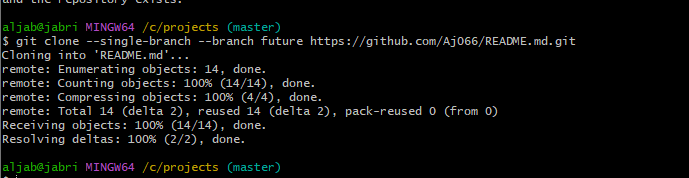 and the repository exists.
aljab@jabri MINGW64 /c/projects (master)
$ git clone --single-branch --branch future https://github.com/Aj066/README.md.git
Cloning into 'README.md'...
remote: Enumerating objects: 14, done.
remote: Counting objects: 100% (14/14), done.
remote: Compressing objects: 100% (4/4), done.
remote: Total 14 (delta 2), reused 14 (delta 2), pack-reused 0 (from 0)
Receiving objects: 100% (14/14), done.
Resolving deltas: 100% (2/2), done.
aljab@jabri MINGW64 /c/projects (master)